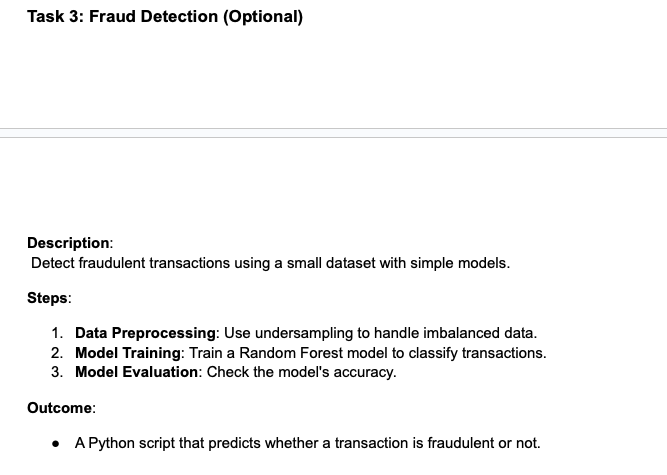 Task 3: Fraud Detection (Optional)
Description:
Detect fraudulent transactions using a small dataset with simple models.
Steps:
1. Data Preprocessing: Use undersampling to handle imbalanced data.
2. Model Training: Train a Random Forest model to classify transactions.
3. Model Evaluation: Check the model's accuracy.
Outcome:
● A Python script that predicts whether a transaction is fraudulent or not.